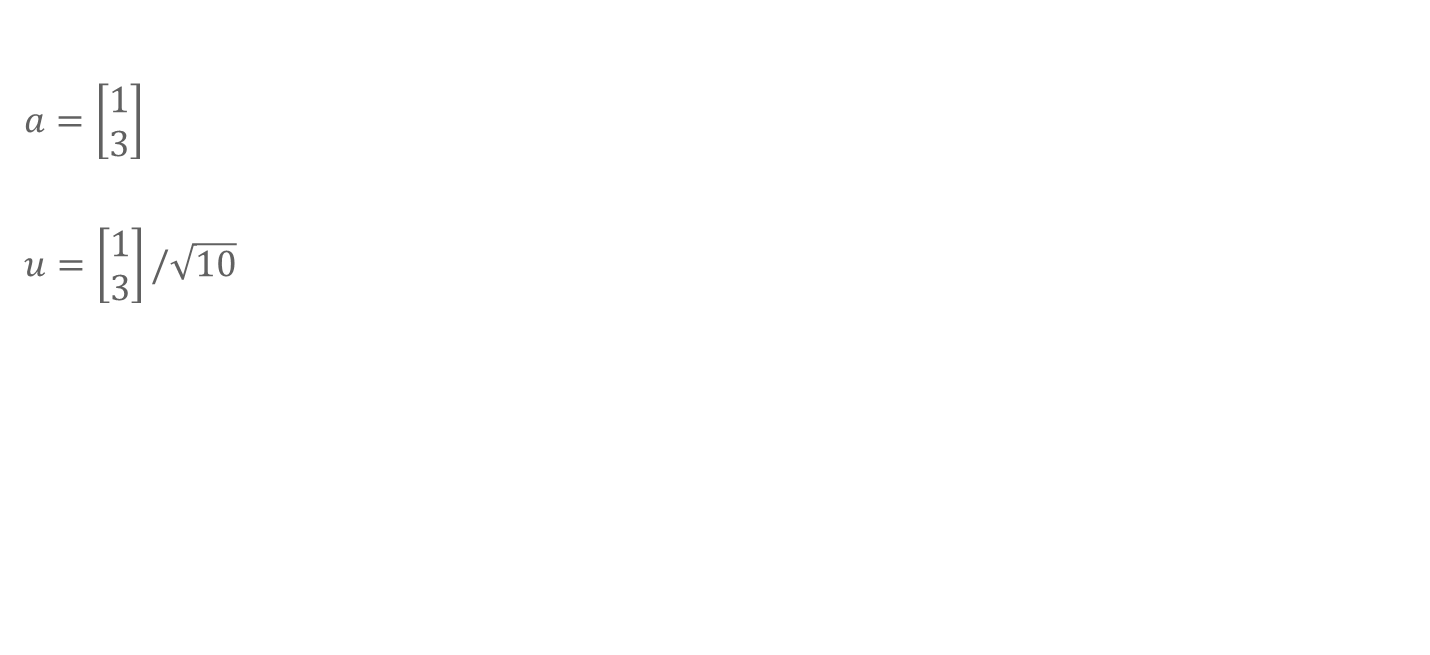 a = [1 3]
u = [1 3] /√10